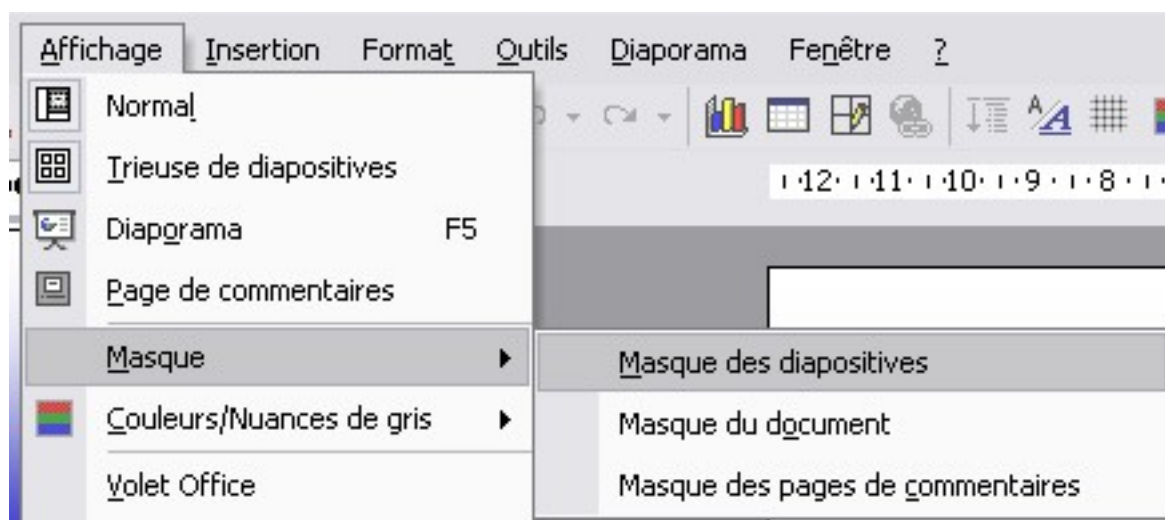 Affichage Insertion Format Outils Diaporama Fenêtre ?
Normal
Trieuse de diapositives
12 11 10 9 8
Diaporama F5
Page de commentaires
Masque
Masque des diapositives
Couleurs/Nuances de gris
Masque du document
Volet Office
Masque des pages de commentaires